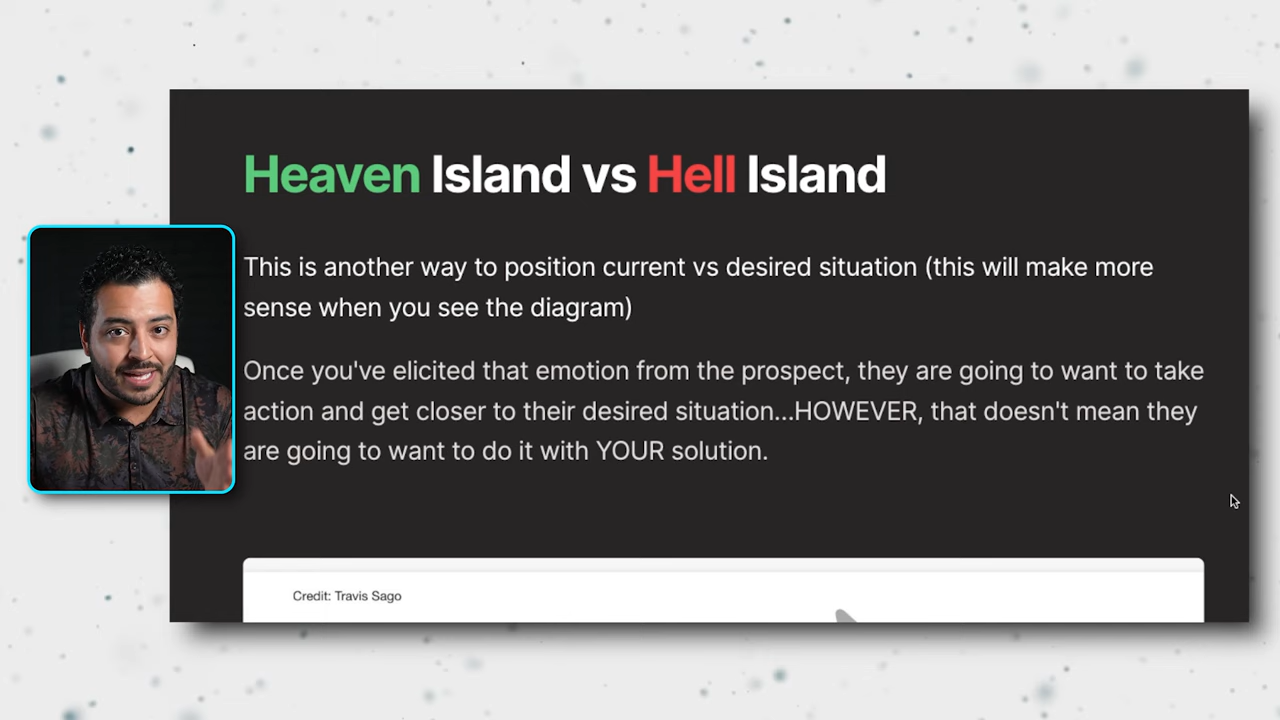 Heaven Island vs Hell Island
This is another way to position current vs desired situation (this will make more
sense when you see the diagram)
Once you've elicited that emotion from the prospect, they are going to want to take
action and get closer to their desired situation...HOWEVER, that doesn't mean they
are going to want to do it with YOUR solution.
Credit: Travis Sago